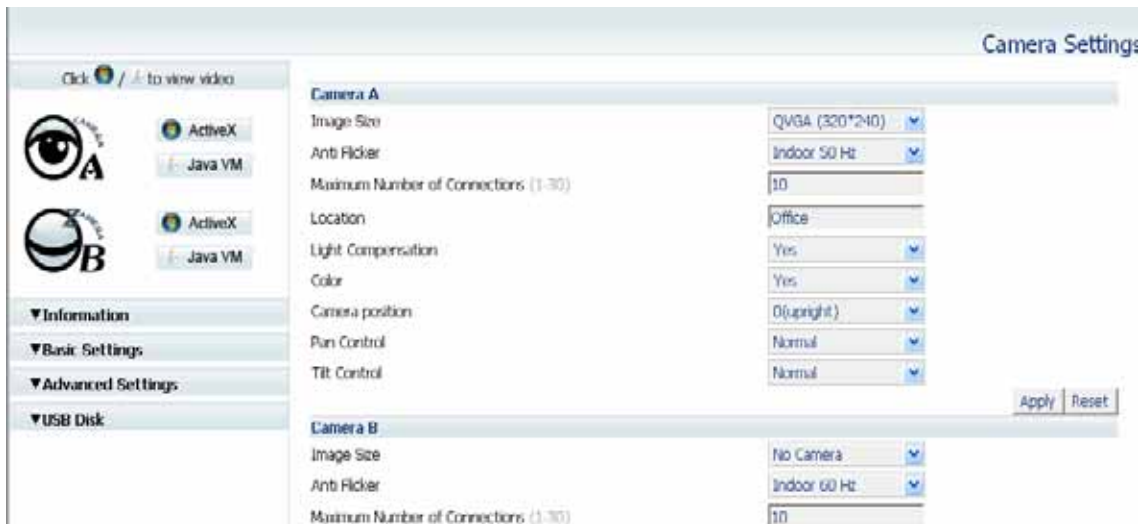 Camera Settings
Click / to view video
CAMERA
A
ActiveX
Java VM
B
ActiveX
Java VM
▼Information
▼Basic Settings
▼Advanced Settings
▼USB Disk
Camera A
Image Size QVGA (320*240)
Anti Flicker Indoor 50 Hz
Maximum Number of Connections (1-30) 10
Location Office
Light Compensation Yes
Color Yes
Camera position 0(upright)
Pan Control Normal
Tilt Control Normal
Apply Reset
Camera B
Image Size No Camera
Anti Flicker Indoor 60 Hz
Maximum Number of Connections (1-30) 10